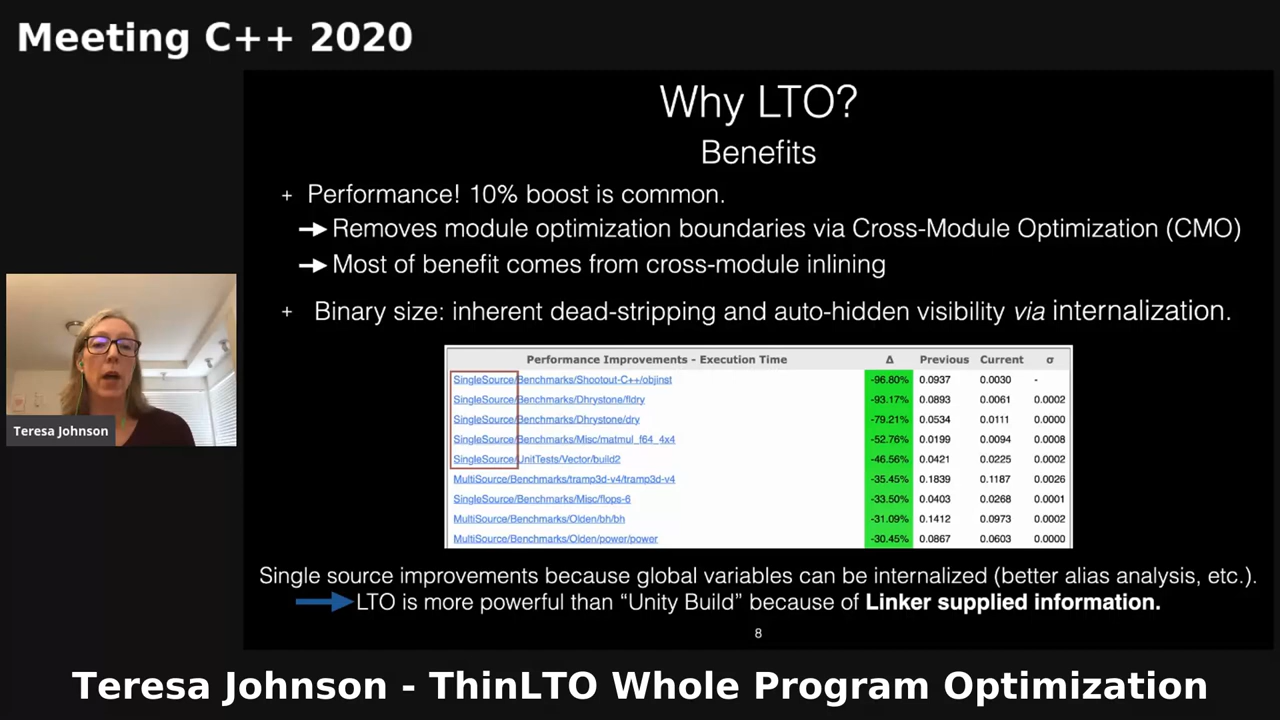 Meeting C++ 2020
Why LTO?
Benefits
+ Performance! 10% boost is common.
Removes module optimization boundaries via Cross-Module Optimization (CMO)
Most of benefit comes from cross-module inlining
+ Binary size: inherent dead-stripping and auto-hidden visibility via internalization.
Performance Improvements - Execution Time Δ Previous Current σ
SingleSource/Benchmarks/Shootout-C++/objinst -96.80% 0.0937 0.0030 -
SingleSource/Benchmarks/Dhrystone/fldry -93.17% 0.0893 0.0061 0.0002
SingleSource/Benchmarks/Dhrystone/dry -79.21% 0.0534 0.0111 0.0000
SingleSource/Benchmarks/Misc/matmul_f64_4x4 -52.76% 0.0199 0.0094 0.0008
SingleSource/UnitTests/Vector/build2 -46.56% 0.0421 0.0225 0.0002
MultiSource/Benchmarks/tramp3d-v4/tramp3d-v4 -35.45% 0.1839 0.1187 0.0026
SingleSource/Benchmarks/Misc/flops-6 -33.50% 0.0403 0.0268 0.0001
MultiSource/Benchmarks/Olden/bh/bh -31.09% 0.1412 0.0973 0.0002
MultiSource/Benchmarks/Olden/power/power -30.45% 0.0867 0.0603 0.0000
Single source improvements because global variables can be internalized (better alias analysis, etc.).
LTO is more powerful than “Unity Build” because of Linker supplied information.
8
Teresa Johnson
Teresa Johnson - ThinLTO Whole Program Optimization